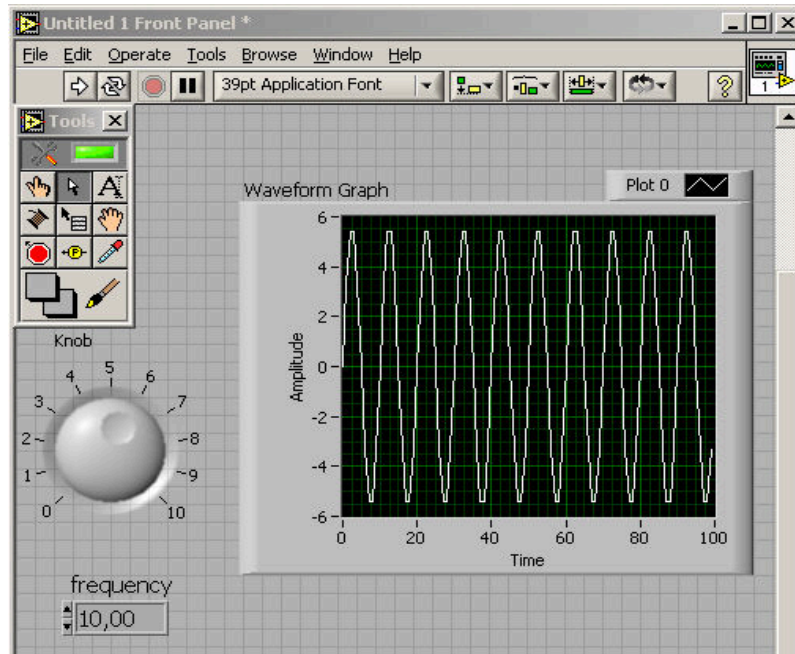 Untitled 1 Front Panel *
File Edit Operate Tools Browse Window Help
39pt Application Font
?
1
Tools
A
P
Waveform Graph
Plot 0
6
4
2
0
-2
-4
-6
Amplitude
0 20 40 60 80 100
Time
Knob
0 1 2 3 4 5 6 7 8 9 10
frequency
10,00